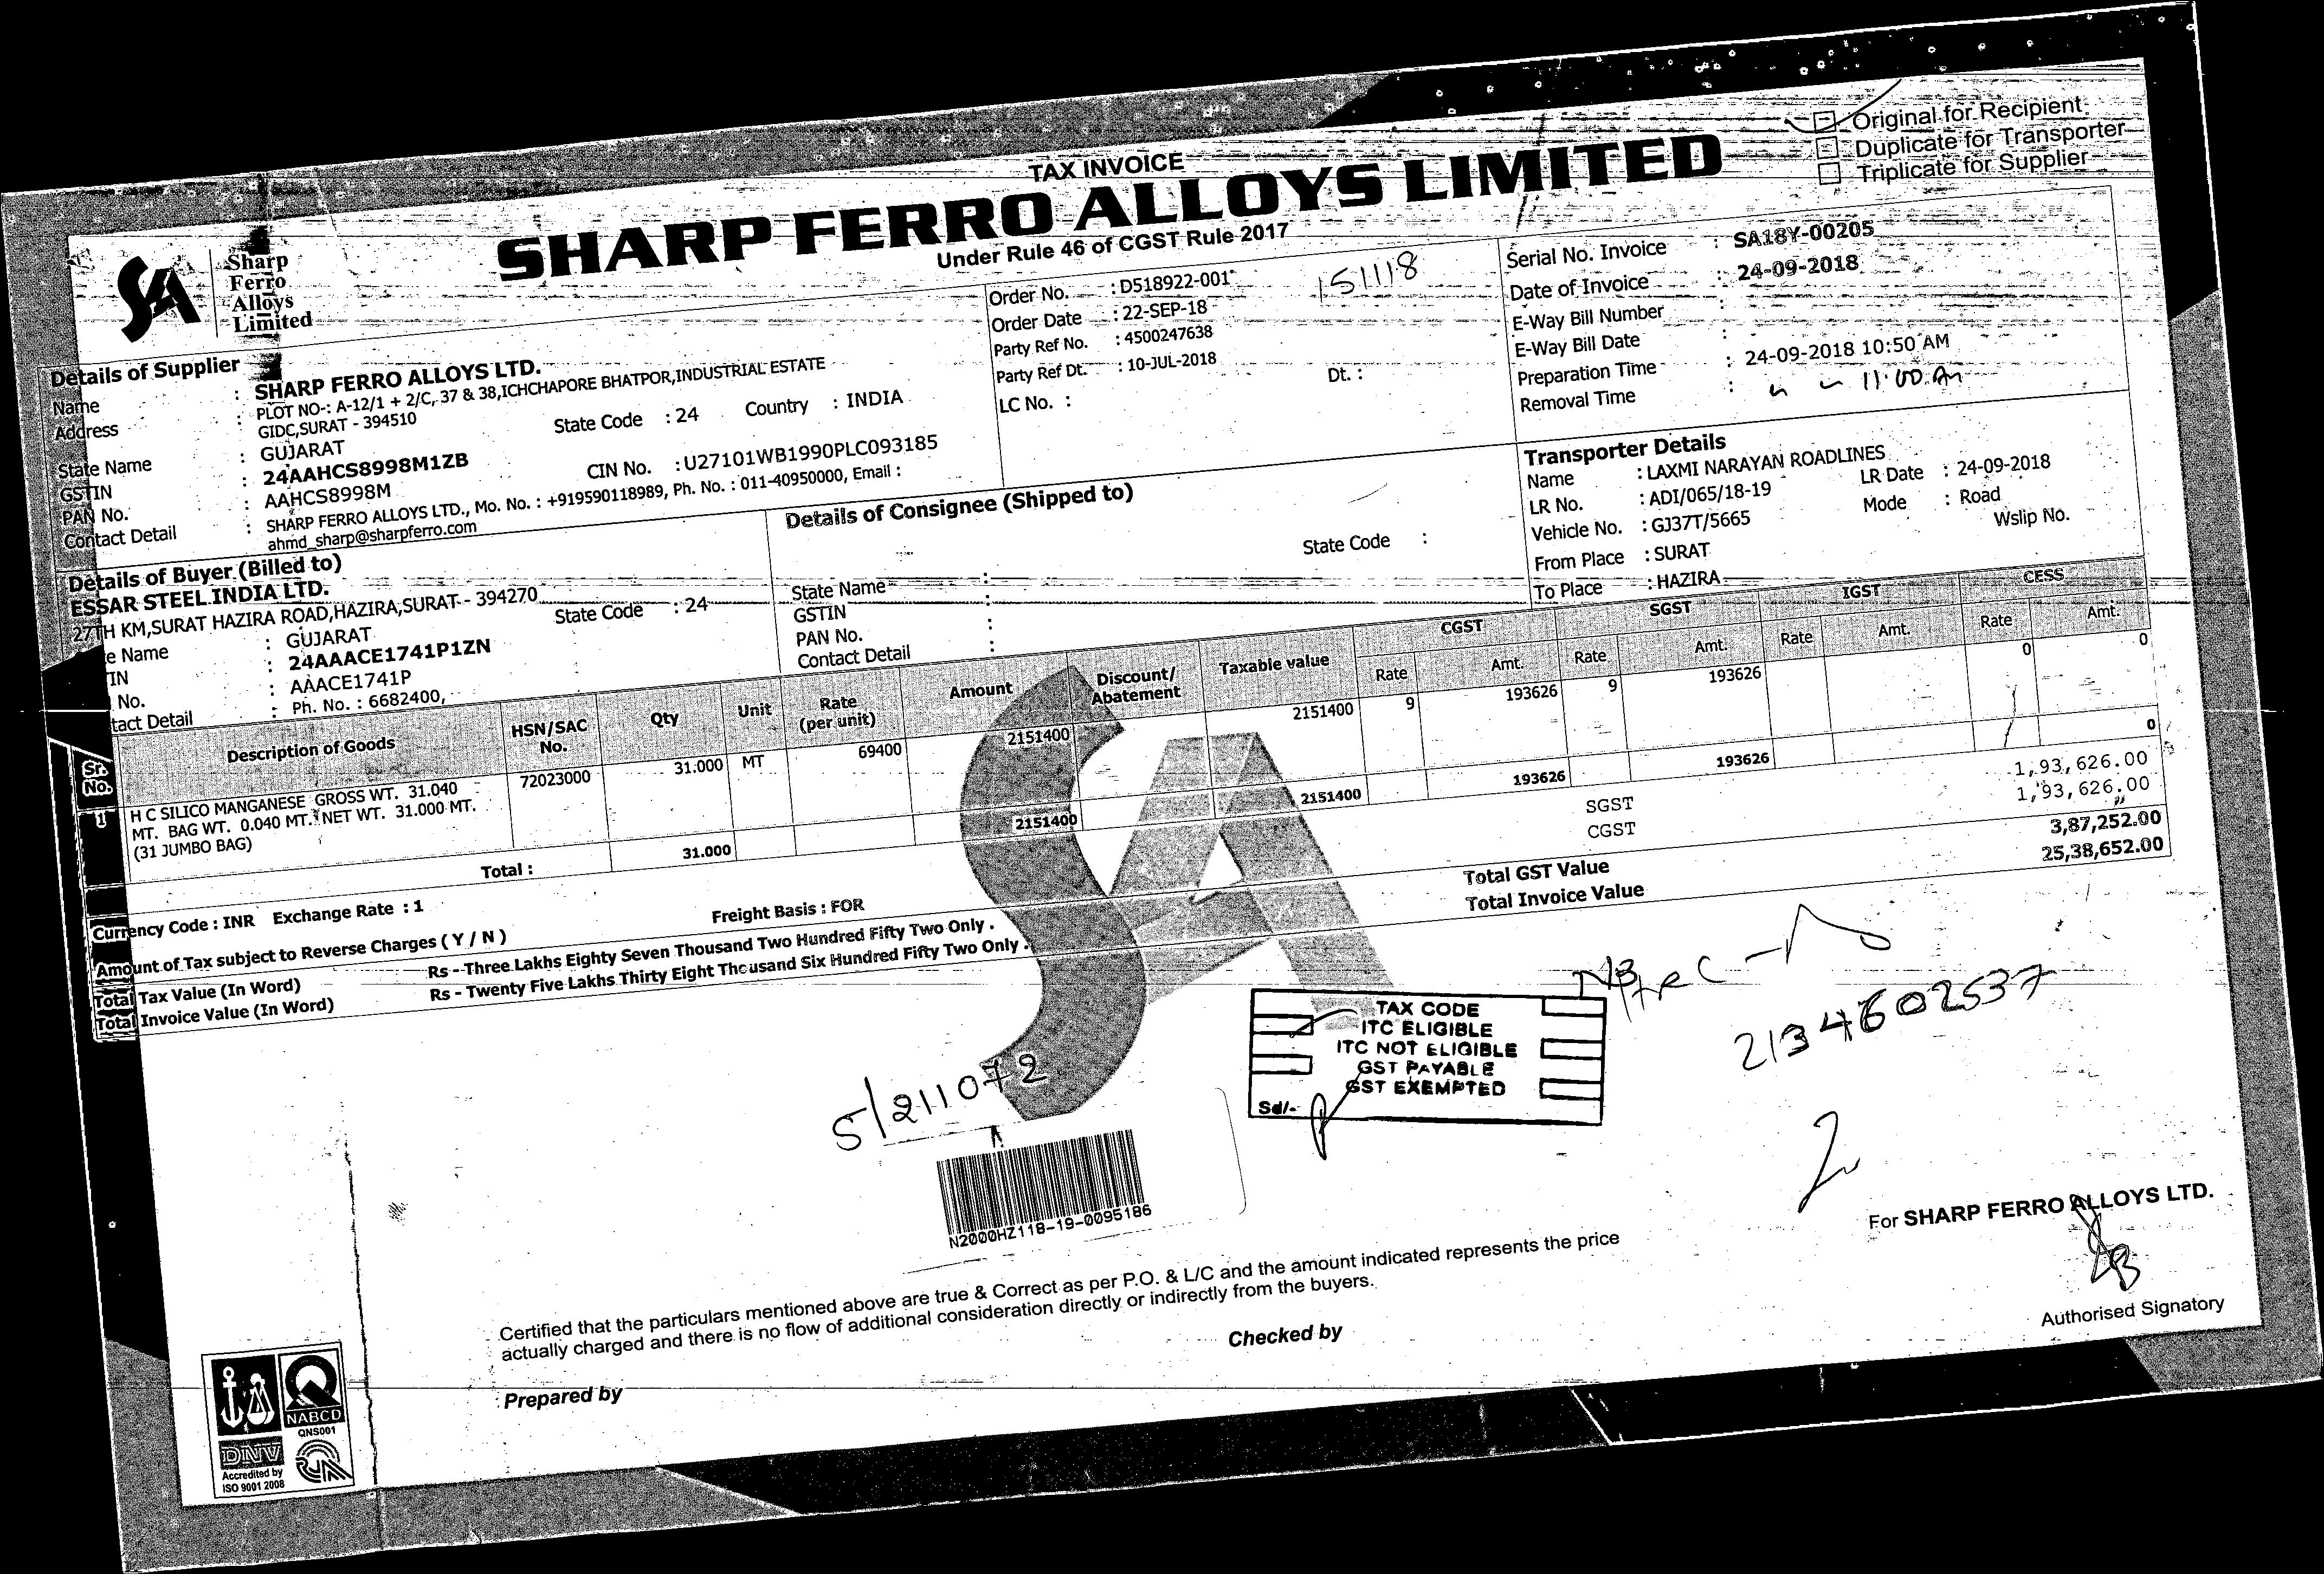 Original for Recipient
Duplicate for Transporter
Triplicate for Supplier
TAX INVOICE
SHARP FERRO ALLOYS LIMITED
Under Rule 46 of CGST Rule 2017
SA
Sharp
Ferro
Alloys
Limited
Details of Supplier
Name : SHARP FERRO ALLOYS LTD.
Address : PLOT NO-: A-12/1 + 2/C, 37 & 38,ICHCHAPORE BHATPOR,INDUSTRIAL ESTATE
GIDC,SURAT - 394510
State Name : GUJARAT State Code : 24 Country : INDIA
GSTIN : 24AAHCS8998M1ZB
PAN No. : AAHCS8998M CIN No. : U27101WB1990PLC093185
Contact Detail : SHARP FERRO ALLOYS LTD., Mo. No. : +919590118989, Ph. No. : 011-40950000, Email :
ahmd_sharp@sharpferro.com
Order No. : D518922-001
151118
Order Date : 22-SEP-18
Party Ref No. : 4500247638
Party Ref Dt. : 10-JUL-2018
LC No. : Dt. :
Serial No. Invoice : SA18Y-00205
Date of Invoice : 24-09-2018
E-Way Bill Number :
E-Way Bill Date :
Preparation Time : 24-09-2018 10:50 AM
Removal Time : 11:00 Am
Details of Buyer (Billed to)
ESSAR STEEL INDIA LTD.
27TH KM,SURAT HAZIRA ROAD,HAZIRA,SURAT - 394270
e Name : GUJARAT State Code : 24
IN : 24AAACE1741P1ZN
No. : AAACE1741P
tact Detail : Ph. No. : 6682400,
Details of Consignee (Shipped to)
State Code :
State Name :
GSTIN :
PAN No. :
Contact Detail :
Transporter Details
Name : LAXMI NARAYAN ROADLINES
LR No. : ADI/065/18-19 LR Date : 24-09-2018
Vehicle No. : GJ37T/5665 Mode : Road
From Place : SURAT Wslip No.
To Place : HAZIRA
Sr. No. Description of Goods HSN/SAC No. Qty Unit Rate (per unit) Amount Discount/ Abatement Taxable value CGST Rate Amt. SGST Rate Amt. IGST Rate Amt. CESS Rate Amt.
1 H C SILICO MANGANESE GROSS WT. 31.040 72023000 31.000 MT 69400 2151400 2151400 9 193626 9 193626 0 0
MT. BAG WT. 0.040 MT. NET WT. 31.000 MT.
(31 JUMBO BAG)
Total : 31.000 2151400 2151400 193626 193626 0
SGST 1,93,626.00
CGST 1,93,626.00
Total GST Value 3,87,252.00
Total Invoice Value 25,38,652.00
Currency Code : INR Exchange Rate : 1 Freight Basis : FOR
Amount of Tax subject to Reverse Charges ( Y / N )
Total Tax Value (In Word) Rs - Three Lakhs Eighty Seven Thousand Two Hundred Fifty Two Only .
Total Invoice Value (In Word) Rs - Twenty Five Lakhs Thirty Eight Thousand Six Hundred Fifty Two Only .
TAX CODE
ITC ELIGIBLE
ITC NOT ELIGIBLE
GST PAYABLE
GST EXEMPTED
Sd/-
2134602537
5/211072
N2000HZ118-19-0095186
For SHARP FERRO ALLOYS LTD.
Authorised Signatory
Certified that the particulars mentioned above are true & Correct as per P.O. & L/C and the amount indicated represents the price
actually charged and there is no flow of additional consideration directly or indirectly from the buyers.
Checked by
Prepared by
NABCB
QNS001
DNV
Accredited by
ISO 9001 2008